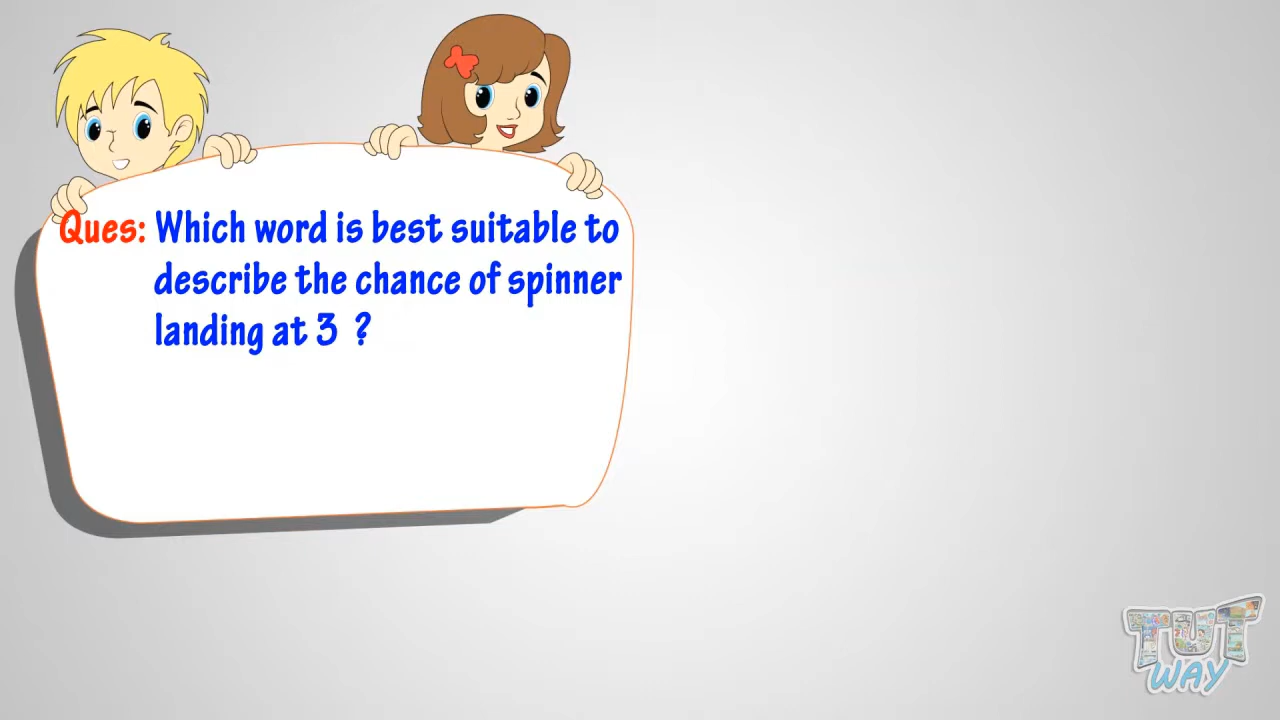 Ques: Which word is best suitable to
describe the chance of spinner
landing at 3 ?
TUT
WAY